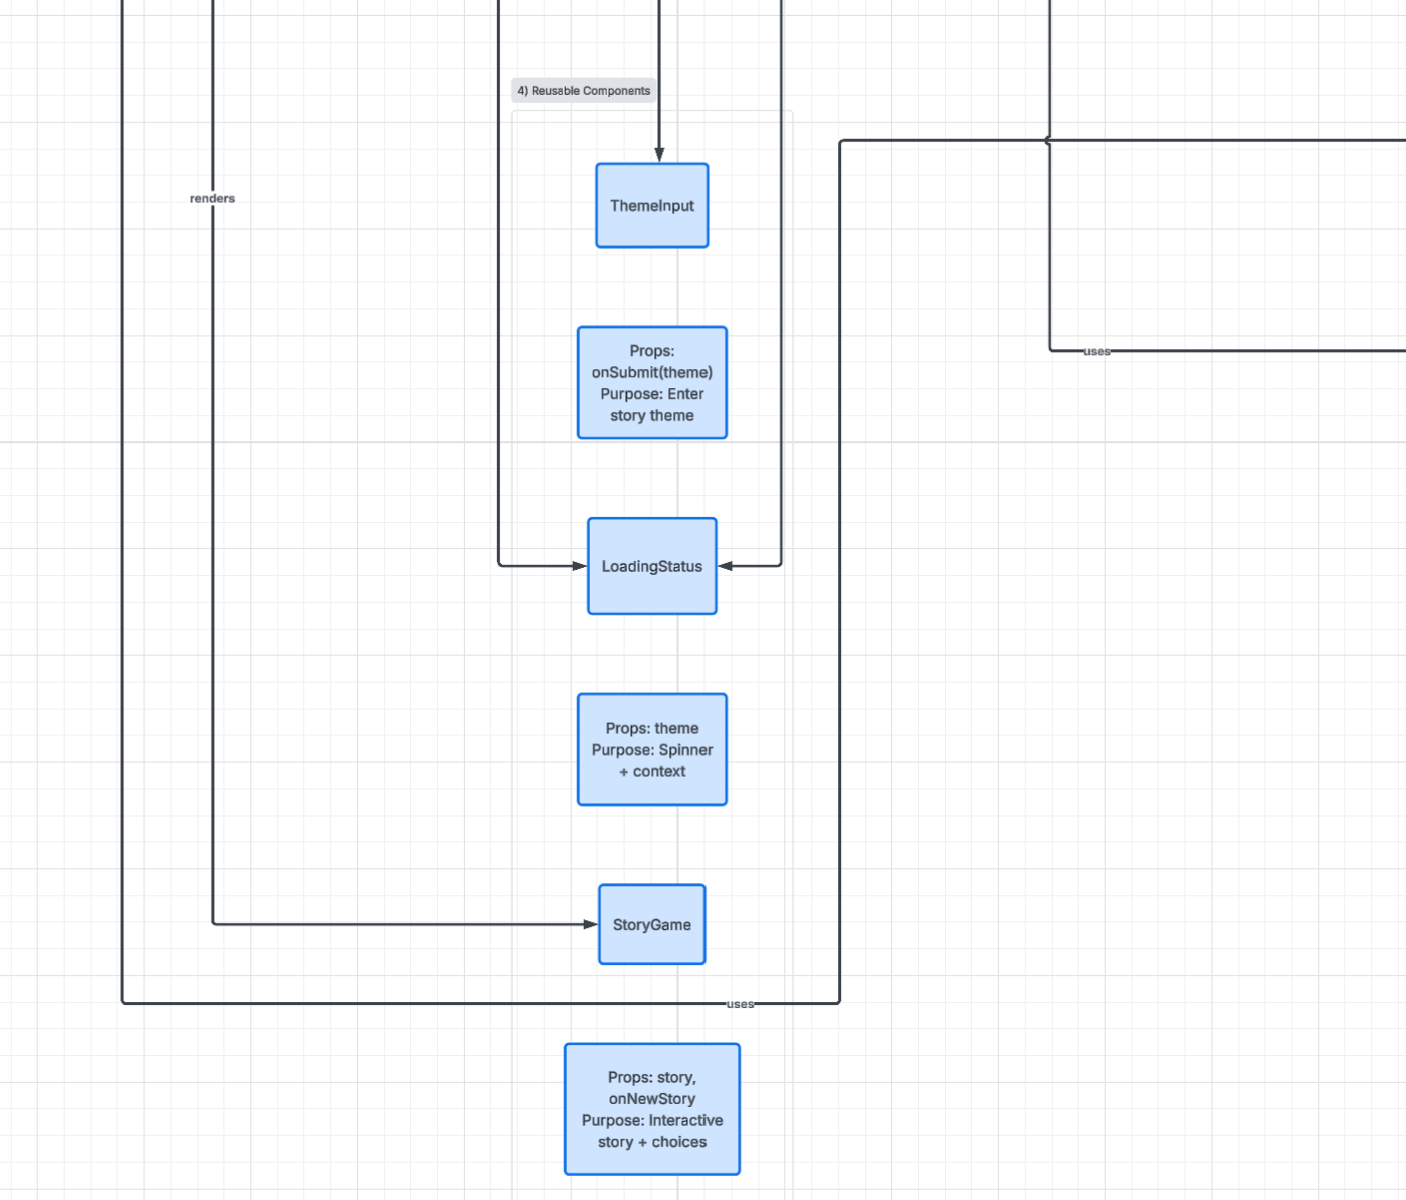 4) Reusable Components
renders
ThemeInput
Props:
onSubmit(theme)
Purpose: Enter
story theme
uses
LoadingStatus
Props: theme
Purpose: Spinner
+ context
StoryGame
uses
Props: story,
onNewStory
Purpose: Interactive
story + choices